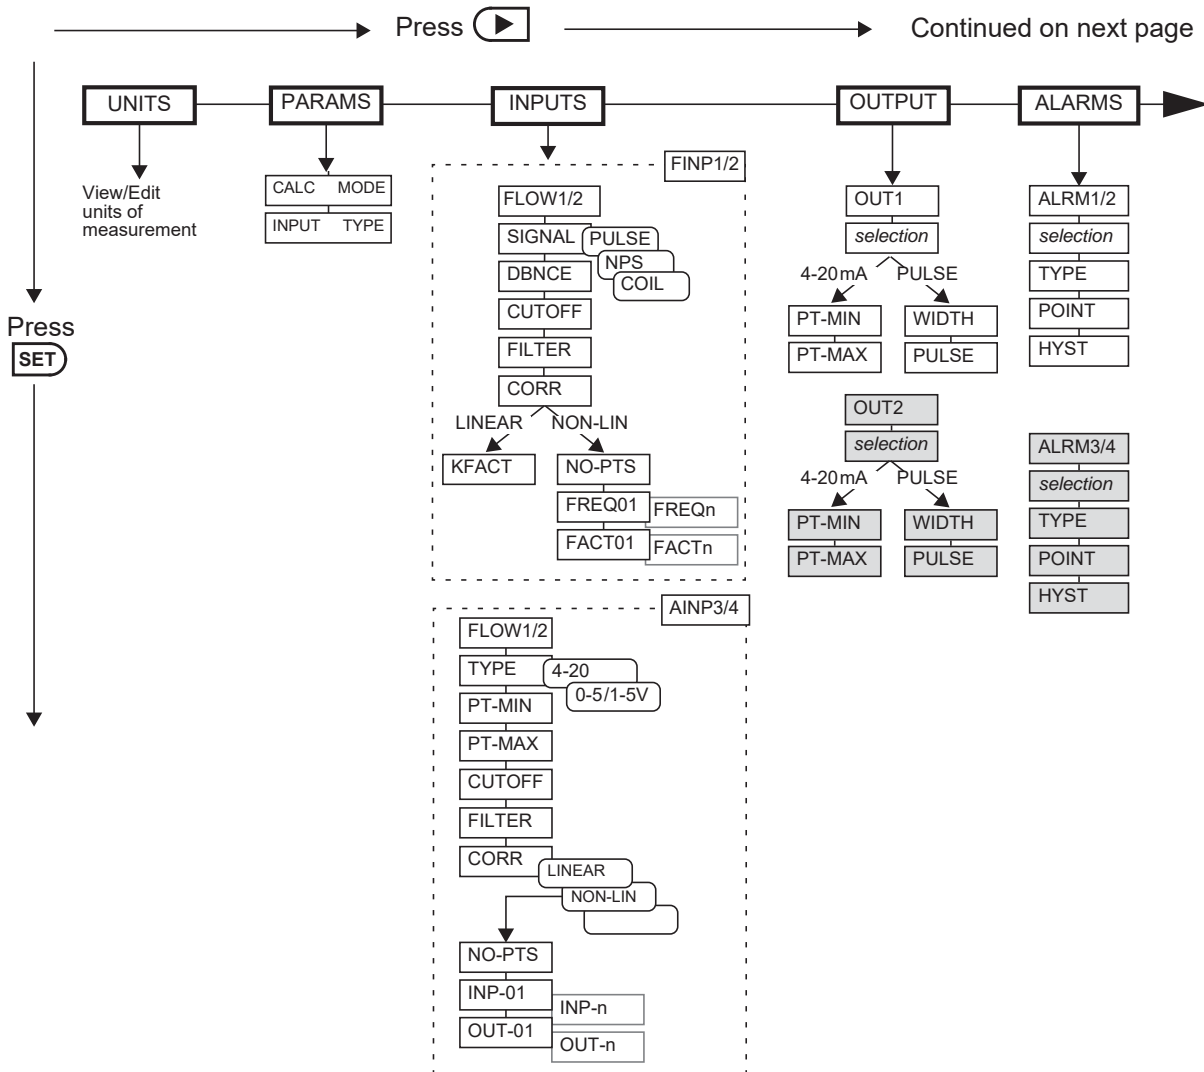 Press
Continued on next page
UNITS
PARAMS
INPUTS
OUTPUT
ALARMS
Press
SET
View/Edit
units of
measurement
CALC MODE
INPUT TYPE
FINP1/2
FLOW1/2
SIGNAL
PULSE
NPS
COIL
DBNCE
CUTOFF
FILTER
CORR
LINEAR
NON-LIN
KFACT
NO-PTS
FREQ01
FREQn
FACT01
FACTn
AINP3/4
FLOW1/2
TYPE
4-20
0-5/1-5V
PT-MIN
PT-MAX
CUTOFF
FILTER
CORR
LINEAR
NON-LIN
NO-PTS
INP-01
INP-n
OUT-01
OUT-n
OUT1
selection
4-20mA
PULSE
PT-MIN
WIDTH
PT-MAX
PULSE
OUT2
selection
4-20mA
PULSE
PT-MIN
WIDTH
PT-MAX
PULSE
ALRM1/2
selection
TYPE
POINT
HYST
ALRM3/4
selection
TYPE
POINT
HYST